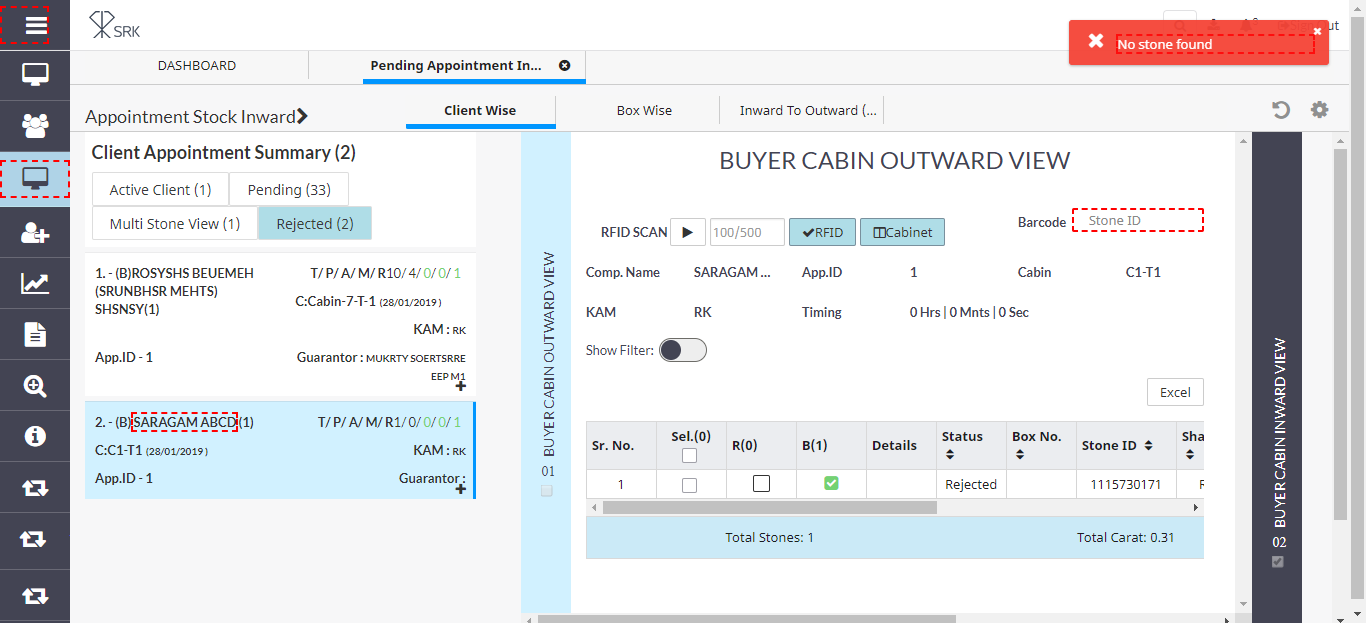 SRK
No stone found
DASHBOARD
Pending Appointment In...
Appointment Stock Inward
Client Wise
Box Wise
Inward To Outward (...
Client Appointment Summary (2)
Active Client (1)
Pending (33)
Multi Stone View (1)
Rejected (2)
1. - (B)ROSYSHS BEUEMEH
(SRUNBHSR MEHTS)
SHSNSY(1)
T/ P/ A/ M/ R10/ 4/ 0/ 0/ 1
C:Cabin-7-T-1 (28/01/2019 )
KAM : RK
App.ID - 1
Guarantor : MUKRTY SOERTSRRE
EEP M1
2. - (B)SARAGAM ABCD(1)
T/ P/ A/ M/ R1/ 0/ 0/ 0/ 1
C:C1-T1 (28/01/2019 )
KAM : RK
App.ID - 1
Guarantor :
BUYER CABIN OUTWARD VIEW
01
BUYER CABIN OUTWARD VIEW
RFID SCAN
100/500
RFID
Cabinet
Barcode
Stone ID
Comp. Name
SARAGAM ...
App.ID
1
Cabin
C1-T1
KAM
RK
Timing
0 Hrs | 0 Mnts | 0 Sec
Show Filter:
Excel
Sr. No.
Sel.(0)
R(0)
B(1)
Details
Status
Box No.
Stone ID
Sha
1
Rejected
1115730171
Total Stones: 1
Total Carat: 0.31
BUYER CABIN INWARD VIEW
02